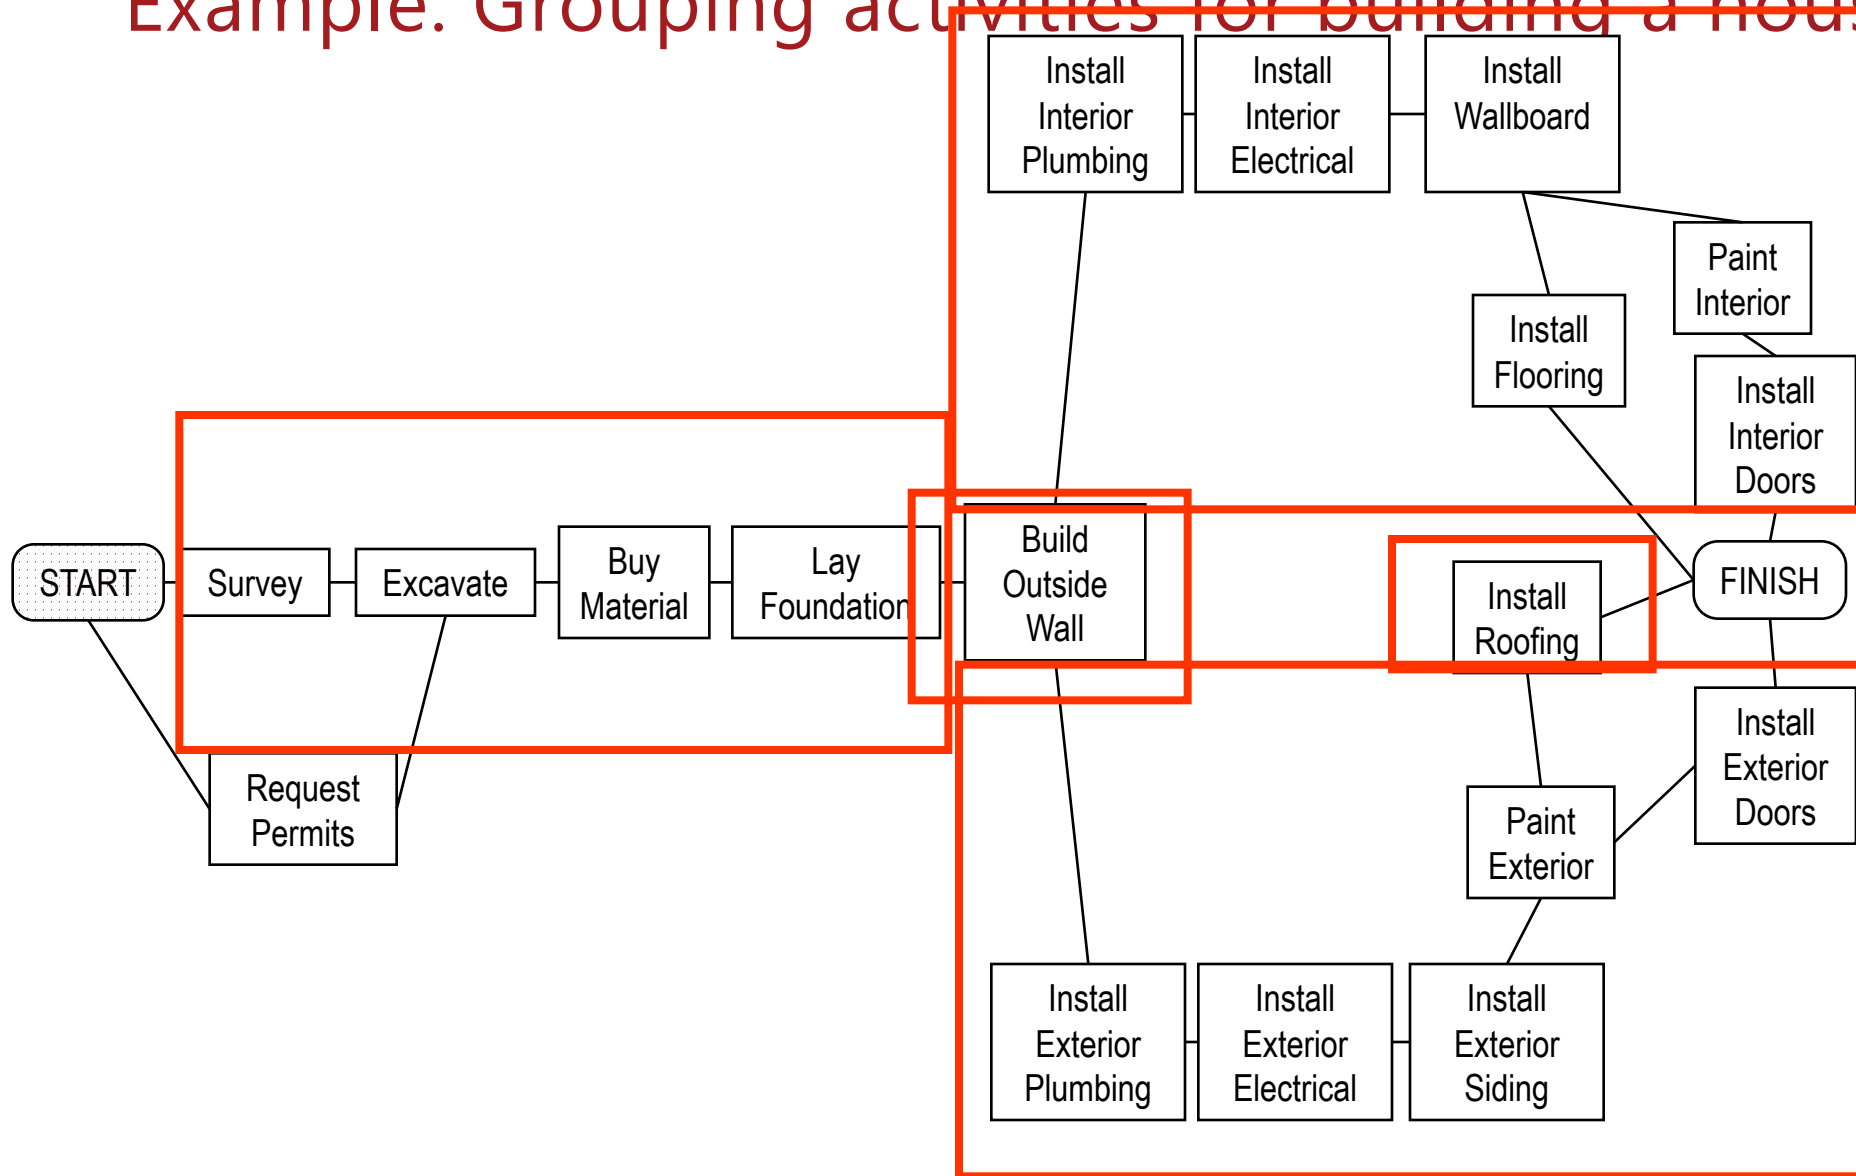 Example: Grouping activities for building a hous
Install
Interior
Plumbing
Install
Interior
Electrical
Install
Wallboard
Paint
Interior
Install
Flooring
Install
Interior
Doors
START
Survey
Excavate
Buy
Material
Lay
Foundation
Build
Outside
Wall
Install
Roofing
FINISH
Request
Permits
Install
Exterior
Doors
Paint
Exterior
Install
Exterior
Plumbing
Install
Exterior
Electrical
Install
Exterior
Siding